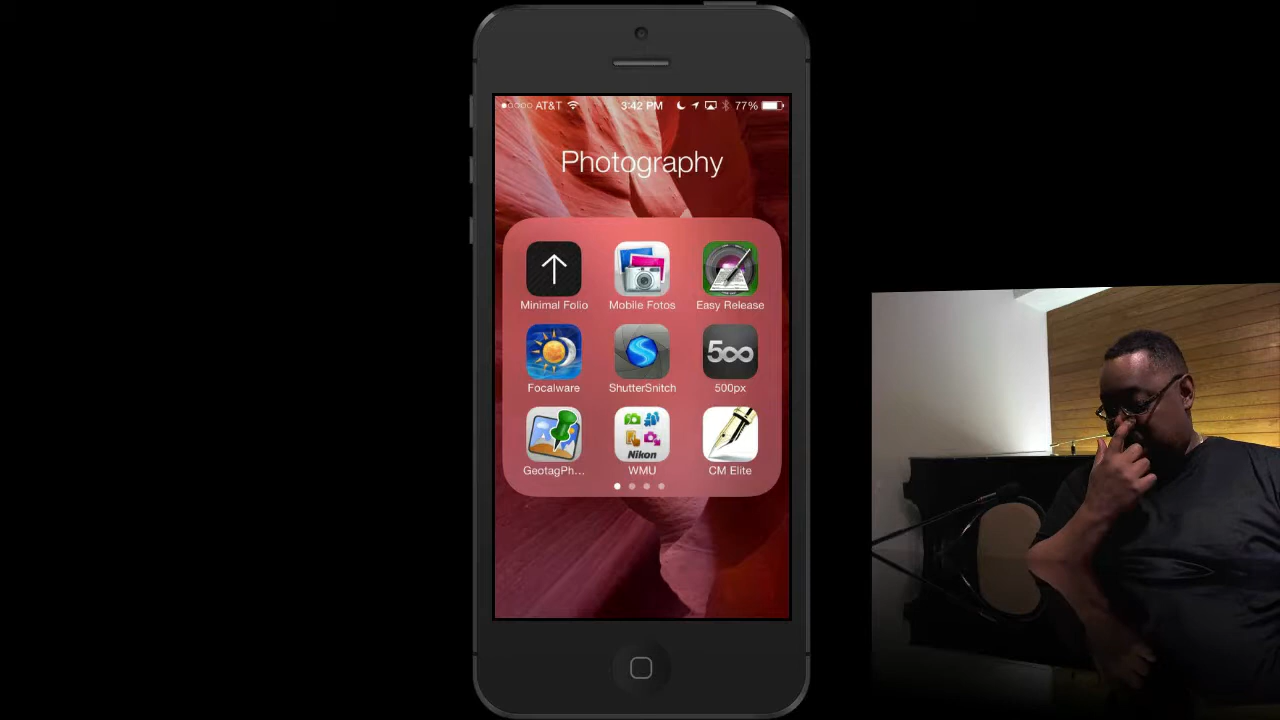 AT&T 3:42 PM 77%
Photography
Minimal Folio Mobile Fotos Easy Release
500
Focalware ShutterSnitch 500px
Nikon
GeotagPh... WMU CM Elite